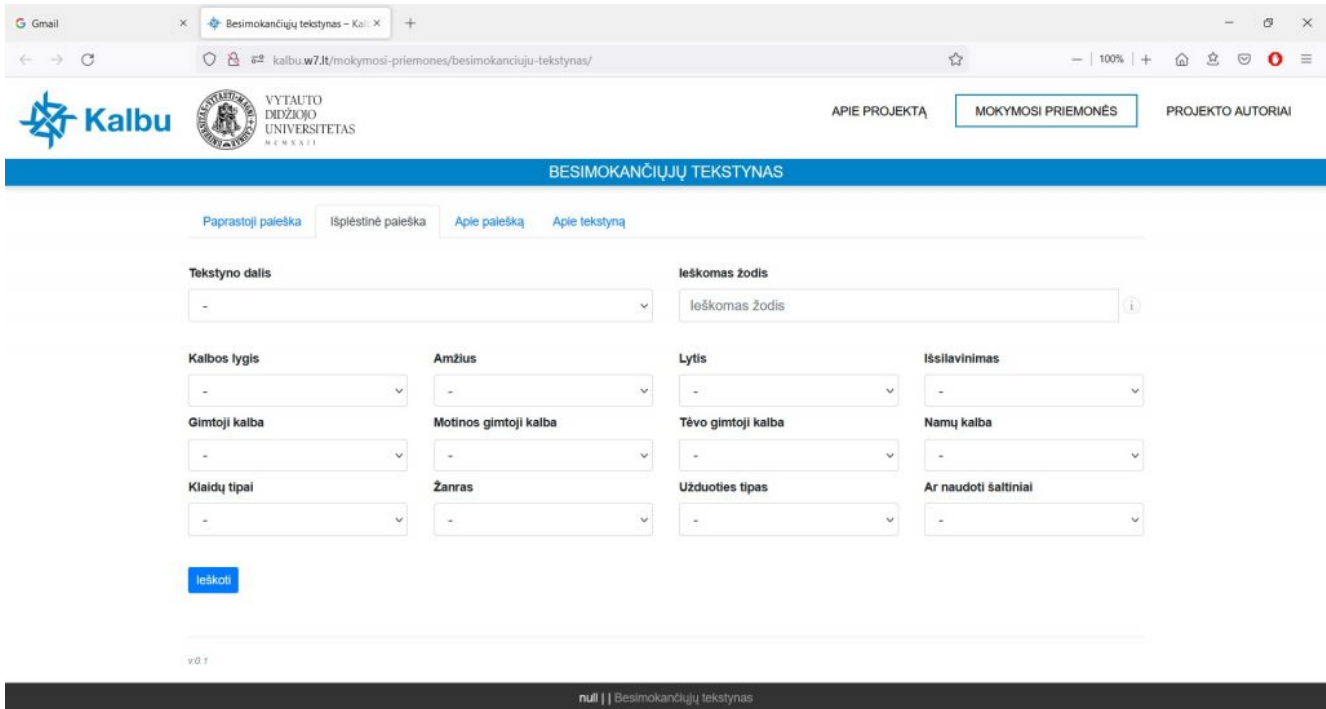 Gmail
Besimokančiųjų tekstynas – Kal
kalbu.w7.lt/mokymosi-priemones/besimokanciuju-tekstynas/
100%
Kalbu
VYTAUTO
DIDŽIOJO
UNIVERSITETAS
MCMXXII
APIE PROJEKTĄ MOKYMOSI PRIEMONĖS PROJEKTO AUTORIAI
BESIMOKANČIŲJŲ TEKSTYNAS
Paprastoji paieška Išplėstinė paieška Apie paiešką Apie tekstyną
Tekstyno dalis Ieškomas žodis
- Ieškomas žodis
Kalbos lygis Amžius Lytis Išsilavinimas
- - - -
Gimtoji kalba Motinos gimtoji kalba Tėvo gimtoji kalba Namų kalba
- - - -
Klaidų tipai Žanras Užduoties tipas Ar naudoti šaltiniai
- - - -
Ieškoti
v.0.1
null | | Besimokančiųjų tekstynas